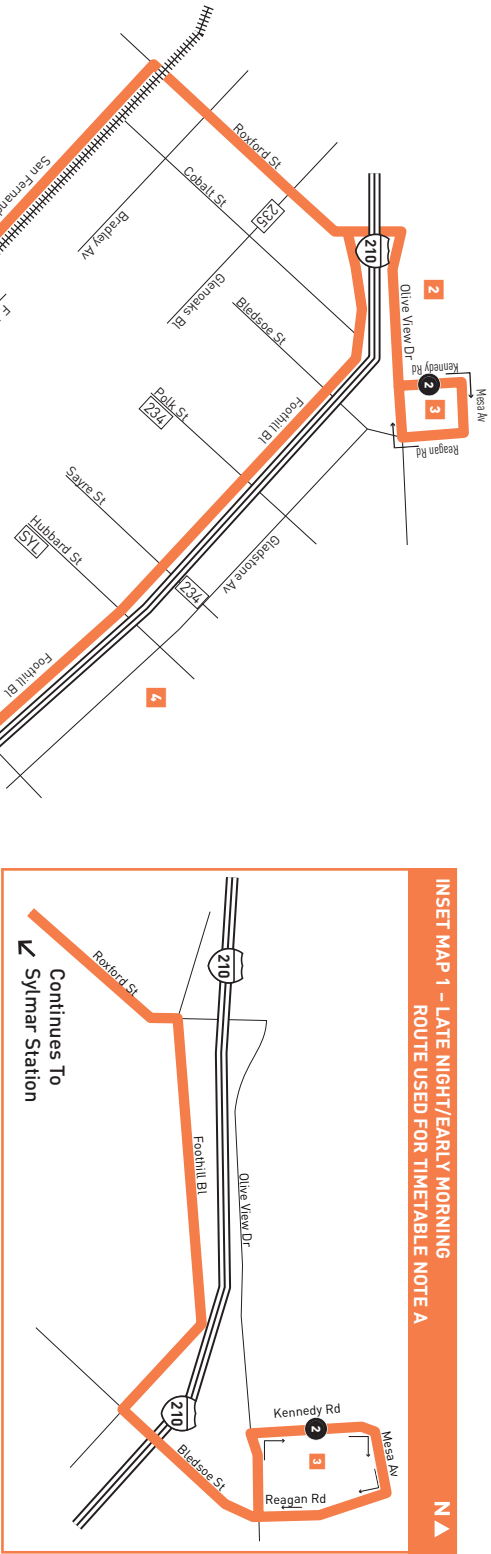 San Fernand
Roxford St
Cobalt St
Bradley Av
235
Glenoaks Bl
Bledsoe St
210
2
Olive View Dr
Kennedy Rd
Mesa Av
2
3
Reagan Rd
Foothill Bl
Polk St
234
Gladstone Av
Sayre St
Hubbard St
SYL
234
Foothill Bl
4
INSET MAP 1 – LATE NIGHT/EARLY MORNING
ROUTE USED FOR TIMETABLE NOTE A
N
210
Roxford St
Continues To
Sylmar Station
Foothill Bl
Olive View Dr
Kennedy Rd
Mesa Av
2
3
Reagan Rd
210
Bledsoe St